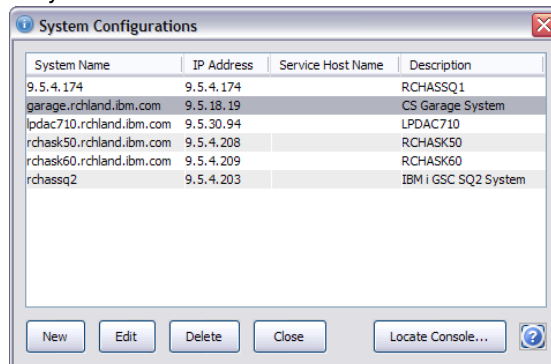 System Configurations
System Name IP Address Service Host Name Description
9.5.4.174 9.5.4.174 RCHASSQ1
garage.rchland.ibm.com 9.5.18.19 CS Garage System
lpdac710.rchland.ibm.com 9.5.30.94 LPDAC710
rchask50.rchland.ibm.com 9.5.4.208 RCHASK50
rchask60.rchland.ibm.com 9.5.4.209 RCHASK60
rchassq2 9.5.4.203 IBM i GSC SQ2 System
New Edit Delete Close Locate Console...